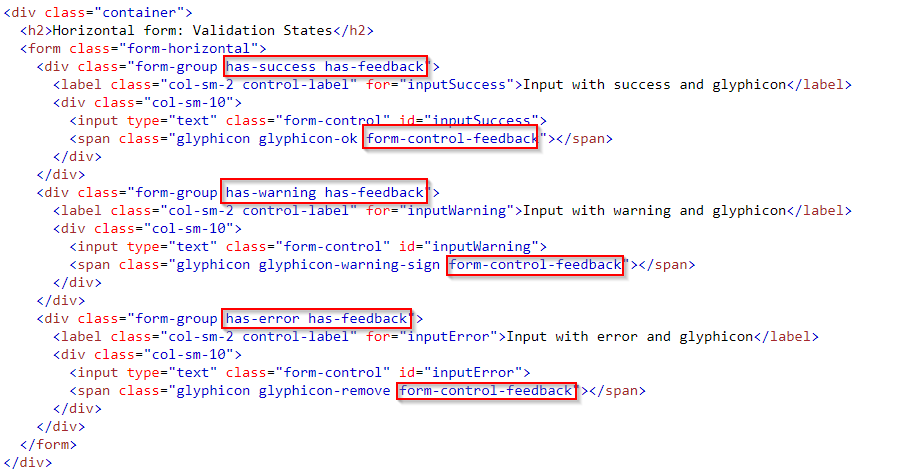 <div class="container">
<h2>Horizontal form: Validation States</h2>
<form class="form-horizontal">
<div class="form-group has-success has-feedback">
<label class="col-sm-2 control-label" for="inputSuccess">Input with success and glyphicon</label>
<div class="col-sm-10">
<input type="text" class="form-control" id="inputSuccess">
<span class="glyphicon glyphicon-ok form-control-feedback"></span>
</div>
</div>
<div class="form-group has-warning has-feedback">
<label class="col-sm-2 control-label" for="inputWarning">Input with warning and glyphicon</label>
<div class="col-sm-10">
<input type="text" class="form-control" id="inputWarning">
<span class="glyphicon glyphicon-warning-sign form-control-feedback"></span>
</div>
</div>
<div class="form-group has-error has-feedback">
<label class="col-sm-2 control-label" for="inputError">Input with error and glyphicon</label>
<div class="col-sm-10">
<input type="text" class="form-control" id="inputError">
<span class="glyphicon glyphicon-remove form-control-feedback"></span>
</div>
</div>
</form>
</div>